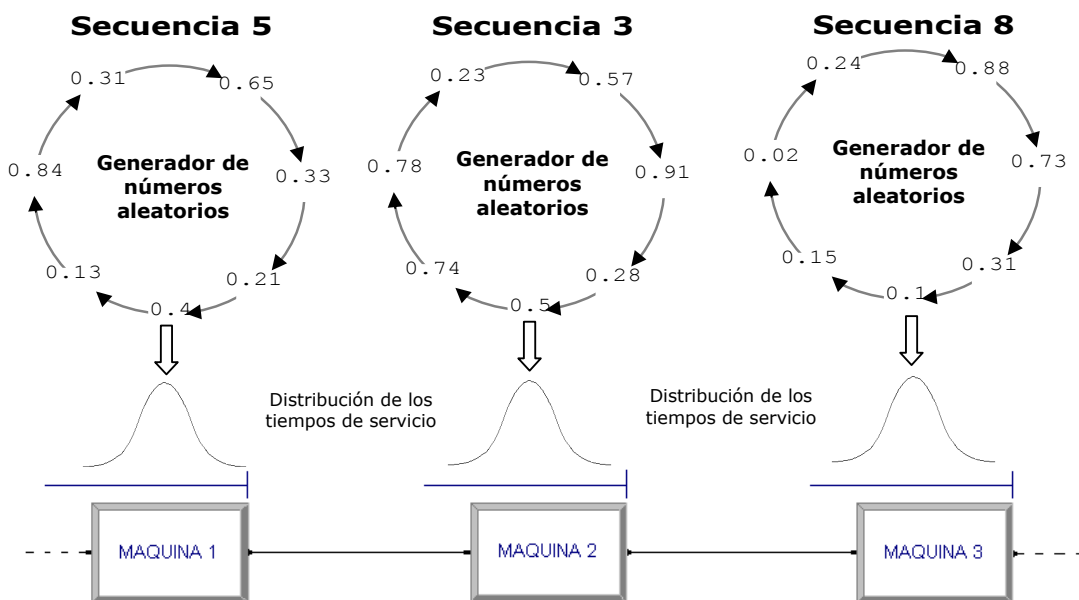 Secuencia 5
0.31
0.65
0.84
0.33
Generador de
números
aleatorios
0.13
0.21
0.4
Secuencia 3
0.23
0.57
0.78
0.91
Generador de
números
aleatorios
0.74
0.28
0.5
Secuencia 8
0.24
0.88
0.02
0.73
Generador de
números
aleatorios
0.15
0.31
0.1
Distribución de los
tiempos de servicio
Distribución de los
tiempos de servicio
MAQUINA 1
MAQUINA 2
MAQUINA 3